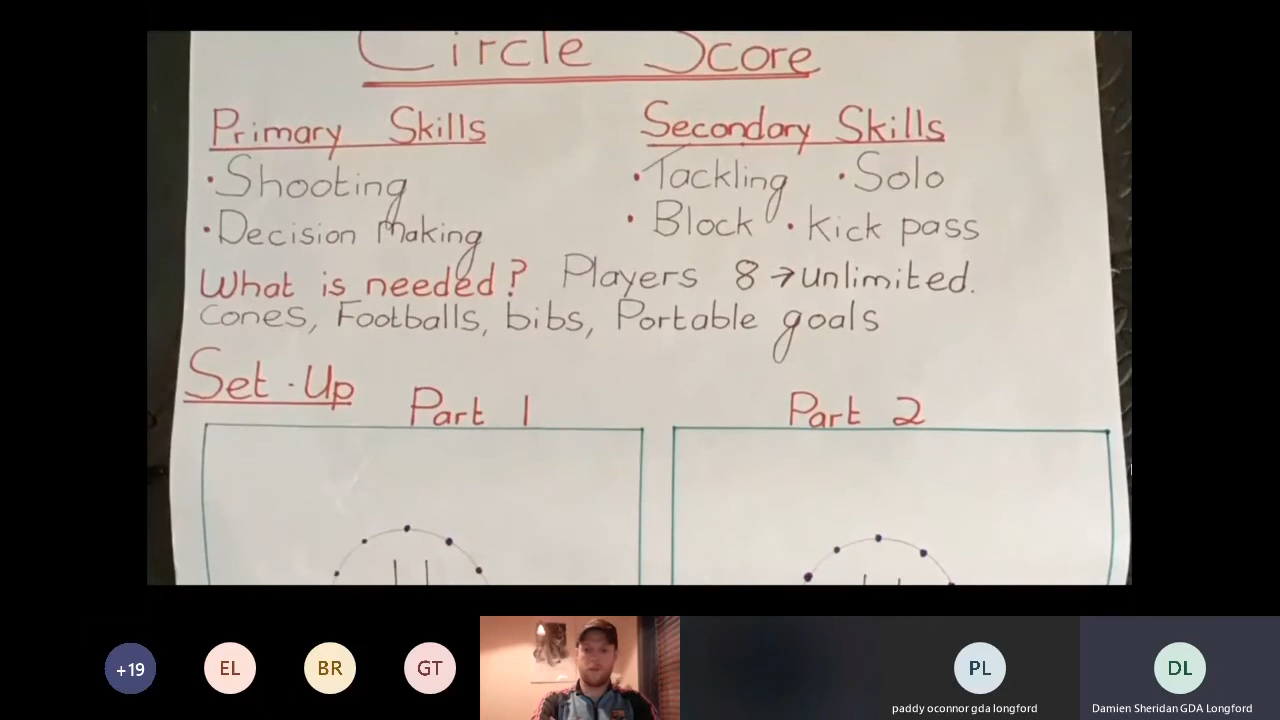 Circle Score
Primary Skills
• Shooting
• Decision Making
Secondary Skills
• Tackling • Solo
• Block • Kick pass
What is needed? Players 8 → unlimited.
Cones, Footballs, bibs, Portable goals
Set-Up
Part 1
Part 2
+19
EL
BR
GT
PL
paddy oconnor gda longford
DL
Damien Sheridan GDA Longford